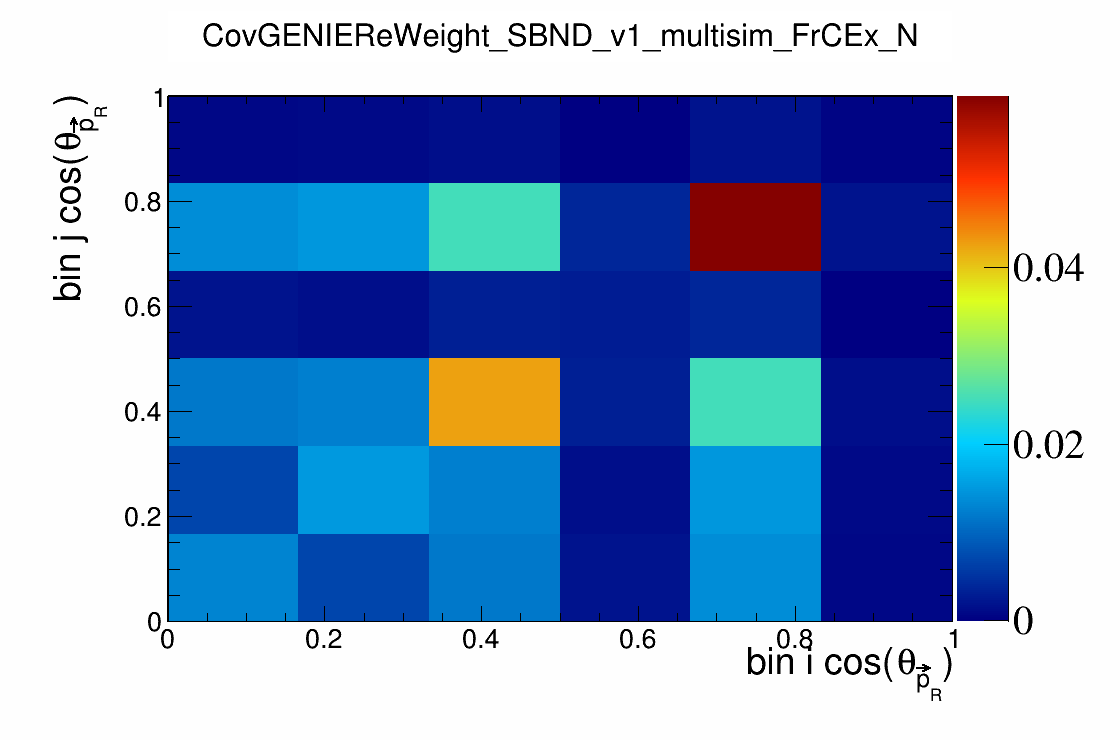 CovGENIEReWeight_SBND_v1_multisim_FrCEx_N
bin j cos(θp⃗R)
1
0.8
0.6
0.4
0.2
0
0 0.2 0.4 0.6 0.8 1
bin i cos(θp⃗R)
0.04
0.02
0